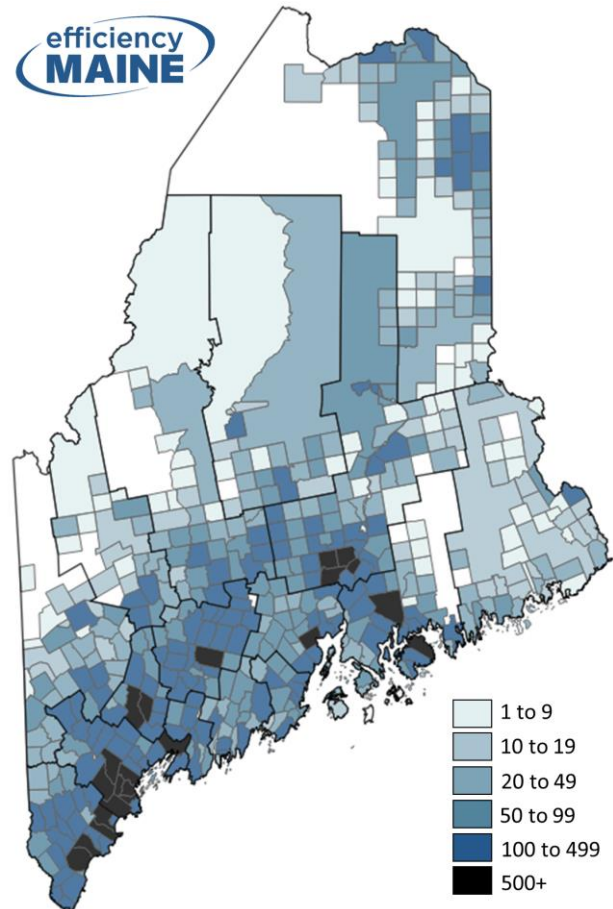 efficiency
MAINE
1 to 9
10 to 19
20 to 49
50 to 99
100 to 499
500+